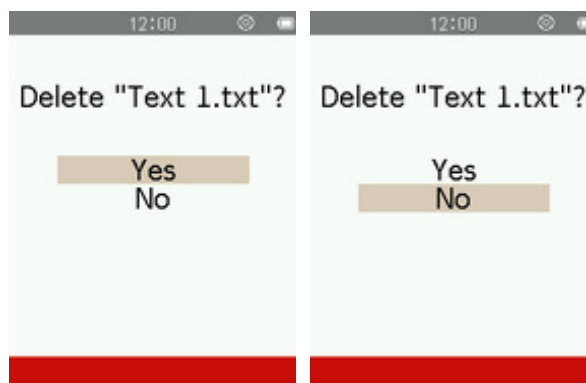 12:00
Delete "Text 1.txt"?
Yes
No
12:00
Delete "Text 1.txt"?
Yes
No